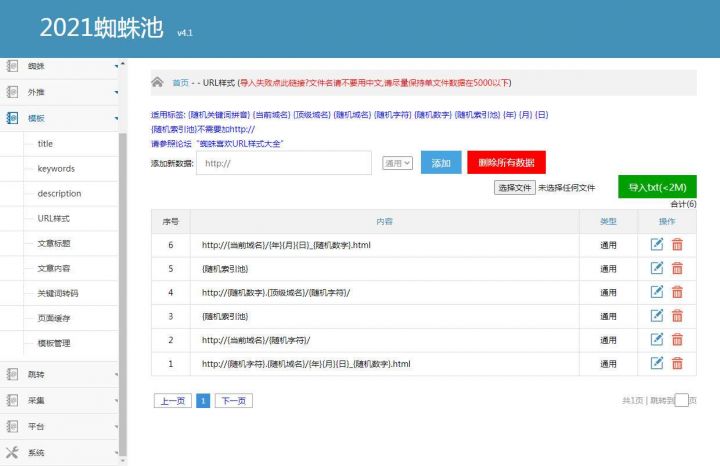 2021蜘蛛池 v4.1
蜘蛛
外推
模板
title
keywords
description
URL样式
文章标题
文章内容
关键词转码
页面缓存
模板管理
跳转
采集
平台
系统
首页 - - URL样式 (导入失败点此链接?文件名请不要用中文,请尽量保持单文件数据在5000以下)
适用标签: {随机关键词拼音} {当前域名} {顶级域名} {随机域名} {随机字符} {随机数字} {随机索引池} {年} {月} {日}
{随机索引池}不需要加http://
请参照论坛 "蜘蛛喜欢URL样式大全"
添加新数据: http:// 通用 添加 删除所有数据
选择文件 未选择任何文件 导入txt(<2M)
合计(6)
序号 内容 类型 操作
6 http://{当前域名}/{年}{月}{日}_{随机数字}.html 通用
5 {随机索引池} 通用
4 http://{随机数字}.{顶级域名}/{随机字符}/ 通用
3 {随机索引池} 通用
2 http://{当前域名}/{随机字符}/ 通用
1 http://{随机字符}.{随机域名}/{年}{月}{日}_{随机数字}.html 通用
上一页 1 下一页 共1页 | 跳转到 页